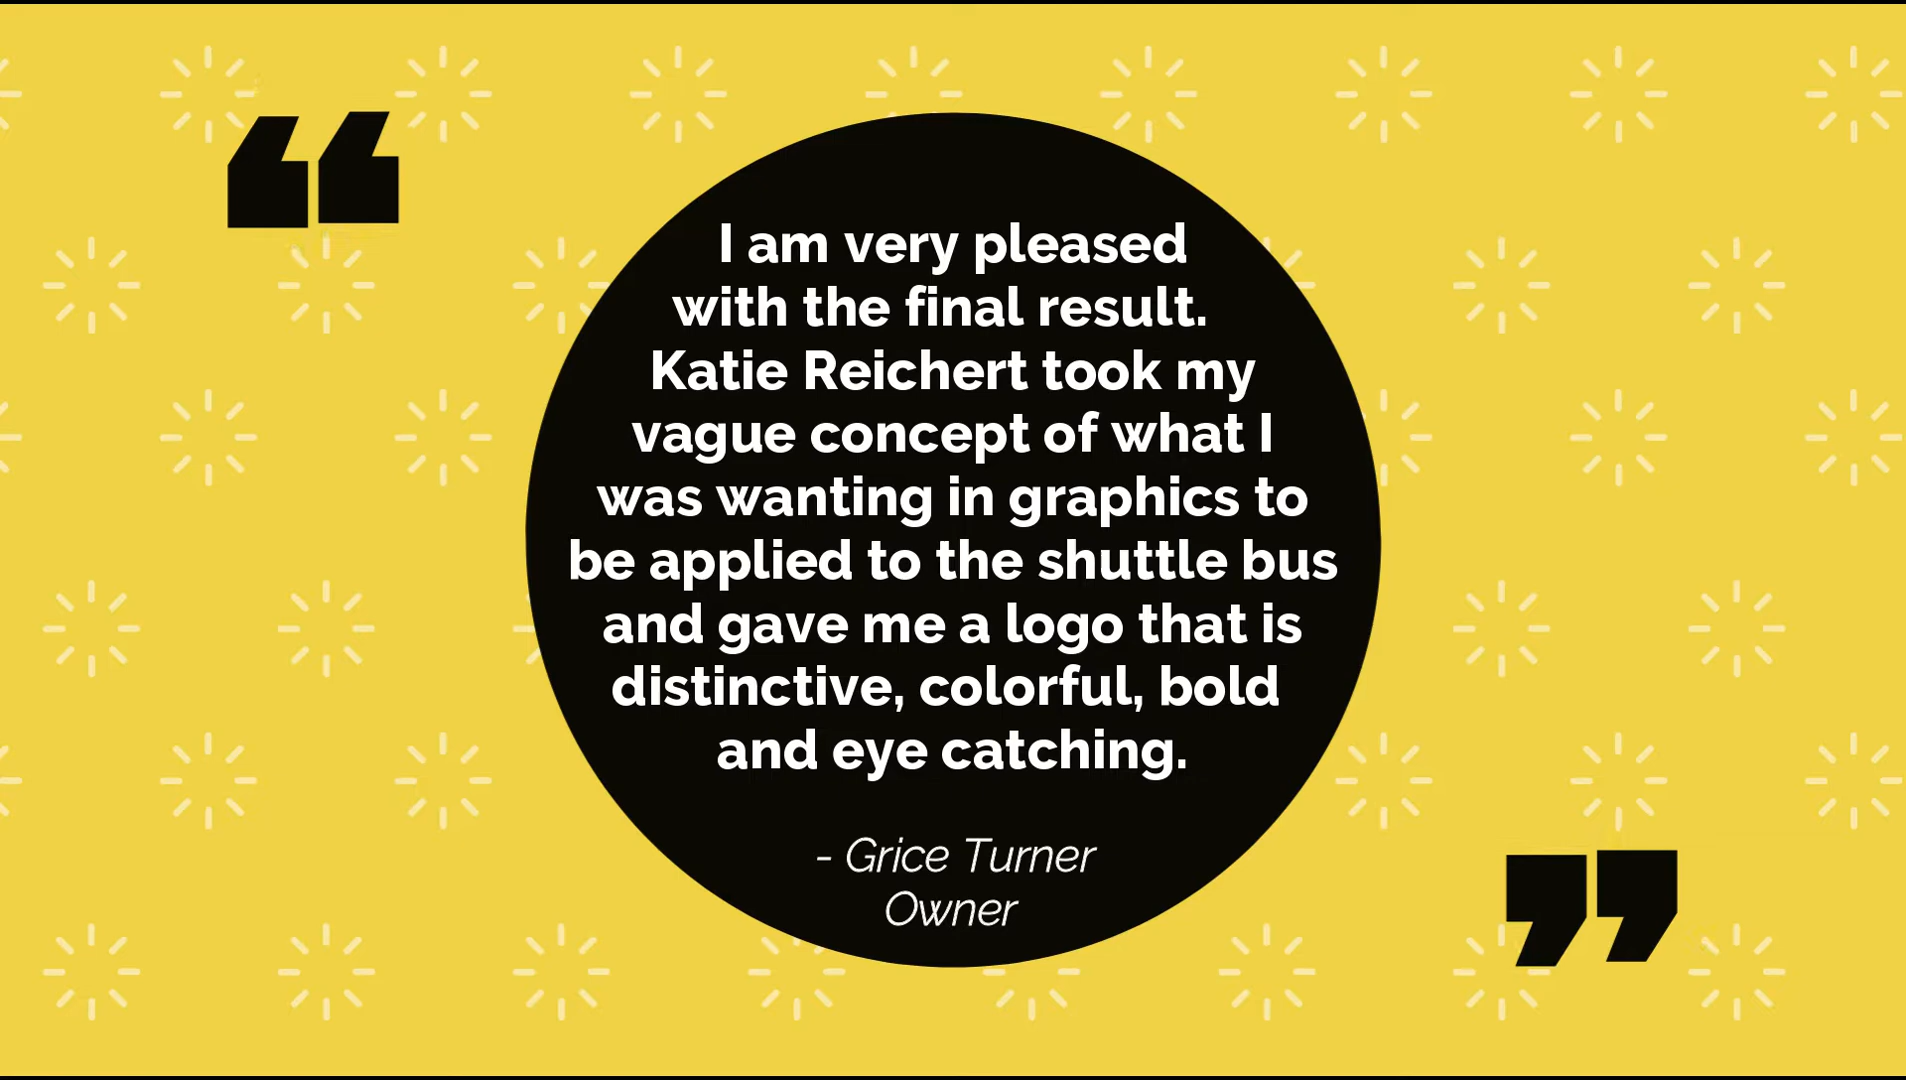 ❝
I am very pleased
with the final result.
Katie Reichert took my
vague concept of what I
was wanting in graphics to
be applied to the shuttle bus
and gave me a logo that is
distinctive, colorful, bold
and eye catching.
- Grice Turner
Owner
❞